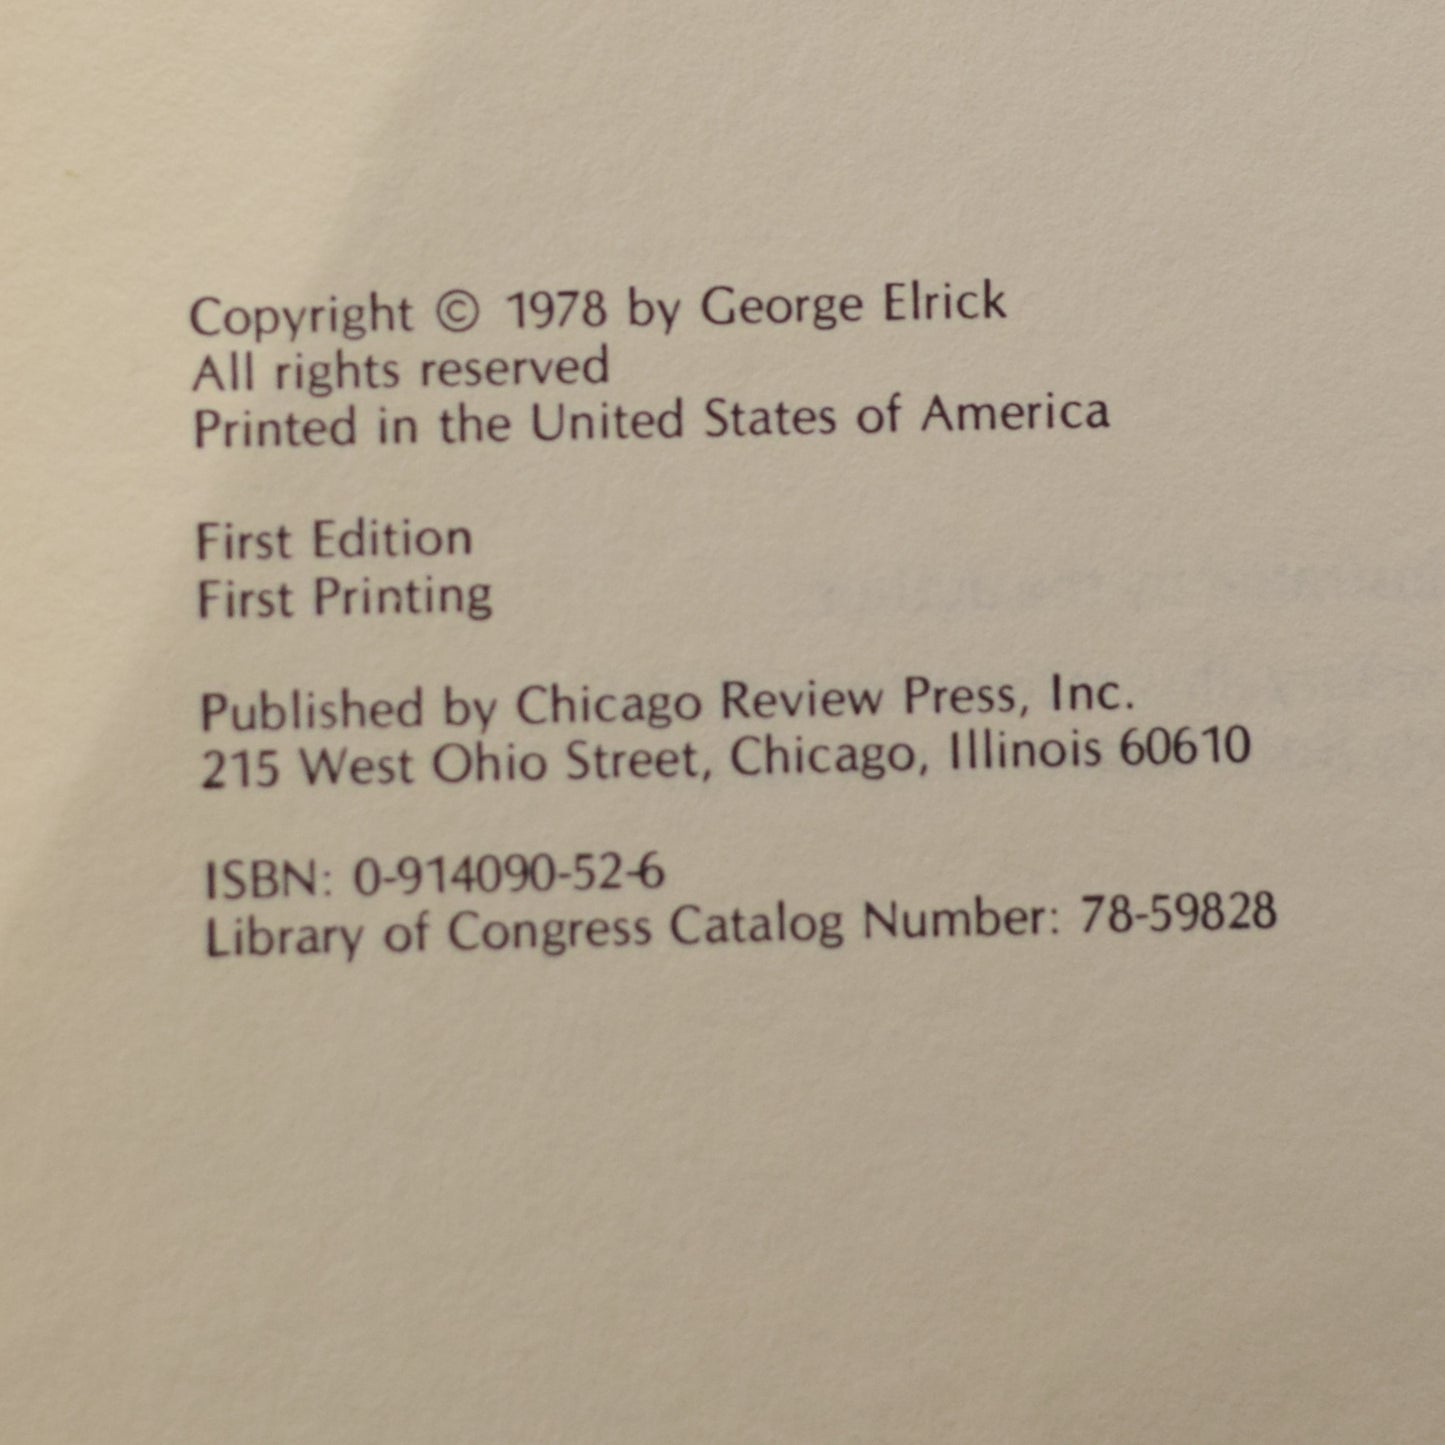 Copyright © 1978 by George Elrick
All rights reserved
Printed in the United States of America
First Edition
First Printing
Published by Chicago Review Press, Inc.
215 West Ohio Street, Chicago, Illinois 60610
ISBN: 0-914090-52-6
Library of Congress Catalog Number: 78-59828